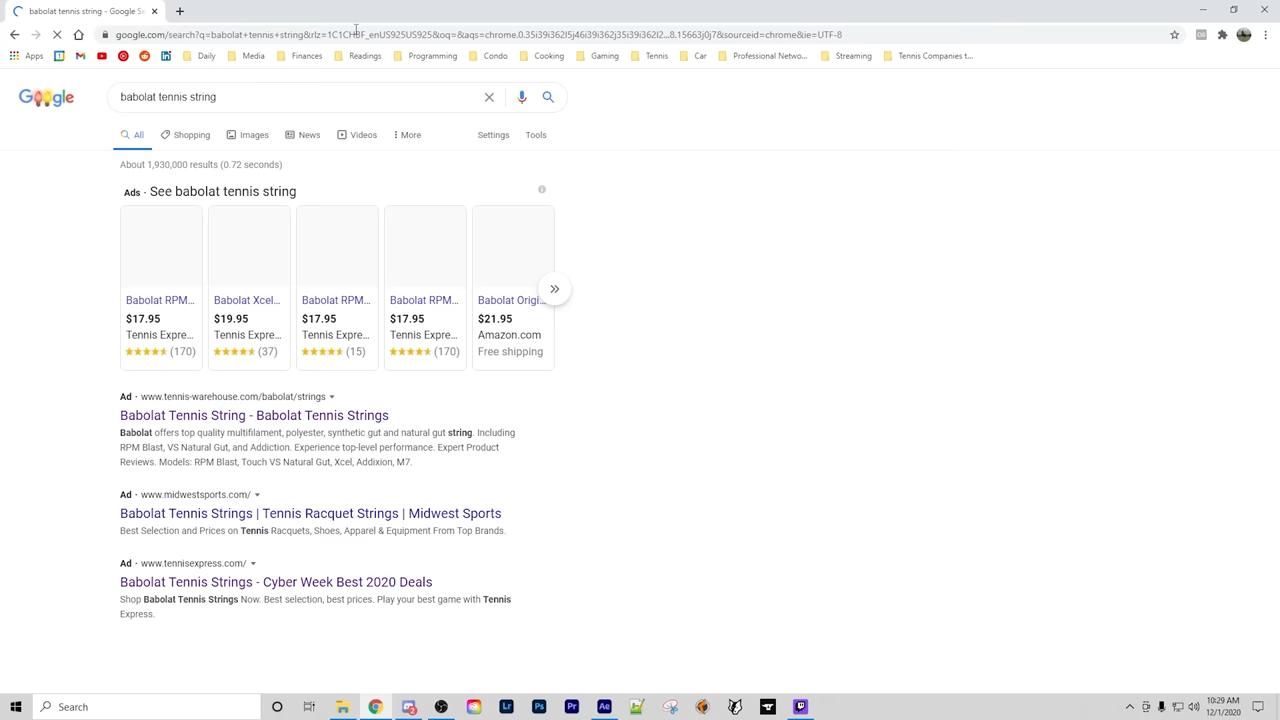 babolat tennis string - Google Se
google.com/search?q=babolat+tennis+string&rlz=1C1CHBF_enUS925US925&oq=&aqs=chrome.0.35i39i362l5j46i39i362j35i39i362l2...8.15663j0j7&sourceid=chrome&ie=UTF-8
Apps Daily Media Finances Readings Programming Condo Cooking Gaming Tennis Car Professional Netwo... Streaming Tennis Companies t...
Google babolat tennis string
All Shopping Images News Videos More Settings Tools
About 1,930,000 results (0.72 seconds)
Ads · See babolat tennis string
Babolat RPM... Babolat Xcel... Babolat RPM... Babolat RPM... Babolat Origi...
$17.95 $19.95 $17.95 $17.95 $21.95
Tennis Expre... Tennis Expre... Tennis Expre... Tennis Expre... Amazon.com
(170) (37) (15) (170) Free shipping
Ad · www.tennis-warehouse.com/babolat/strings
Babolat Tennis String - Babolat Tennis Strings
Babolat offers top quality multifilament, polyester, synthetic gut and natural gut string. Including
RPM Blast, VS Natural Gut, and Addiction. Experience top-level performance. Expert Product
Reviews. Models: RPM Blast, Touch VS Natural Gut, Xcel, Addixion, M7.
Ad · www.midwestsports.com/
Babolat Tennis Strings | Tennis Racquet Strings | Midwest Sports
Best Selection and Prices on Tennis Racquets, Shoes, Apparel & Equipment From Top Brands.
Ad · www.tennisexpress.com/
Babolat Tennis Strings - Cyber Week Best 2020 Deals
Shop Babolat Tennis Strings Now. Best selection, best prices. Play your best game with Tennis
Express.
Search Lr Ps Pr Ae 10:29 AM
12/1/2020